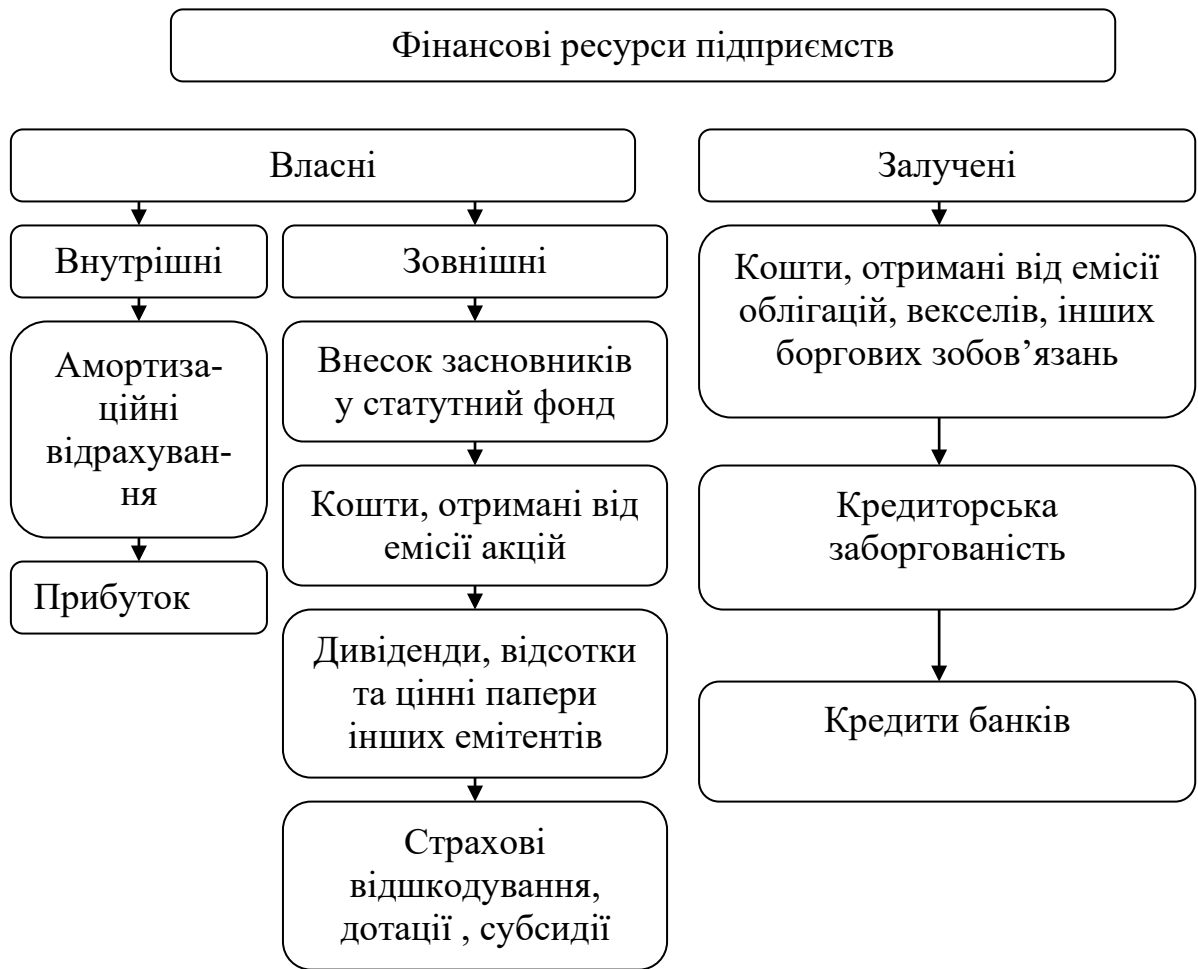 Фінансові ресурси підприємств
Власні
Залучені
Внутрішні
Зовнішні
Амортиза-
ційні
відрахуван-
ня
Прибуток
Внесок засновників
у статутний фонд
Кошти, отримані від
емісії акцій
Дивіденди, відсотки
та цінні папери
інших емітентів
Страхові
відшкодування,
дотації , субсидії
Кошти, отримані від емісії
облігацій, векселів, інших
боргових зобов’язань
Кредиторська
заборгованість
Кредити банків